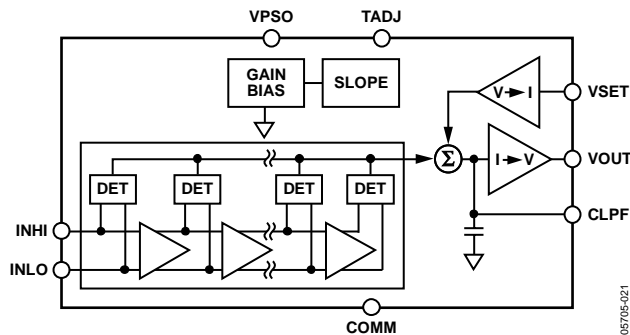 VPSO TADJ
GAIN BIAS
SLOPE
V→I
VSET
Σ
I→V
VOUT
DET DET DET DET
CLPF
INHI
INLO
COMM
05705-021